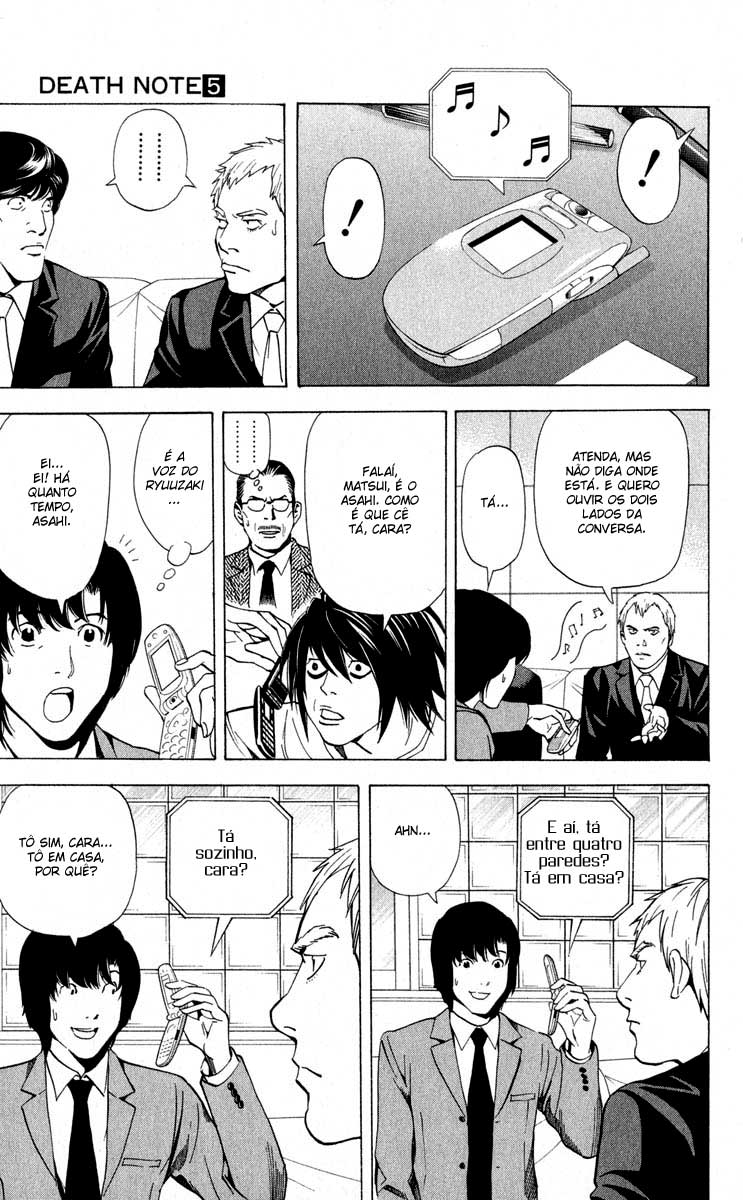 DEATH NOTE 5
!
!
......
ATENDA, MAS
NÃO DIGA ONDE
ESTÁ. E QUERO
OUVIR OS DOIS
LADOS DA
CONVERSA.
TÁ...
FALAÍ,
MATSUI, É O
ASAHI. COMO
É QUE CÊ
TÁ, CARA?
......
É A
VOZ DO
RYUUZAKI
...
EI...
EI! HÁ
QUANTO
TEMPO,
ASAHI.
E aí, tá
entre quatro
paredes?
Tá em casa?
AHN...
Tá
sozinho,
cara?
TÔ SIM, CARA...
TÔ EM CASA,
POR QUÊ?